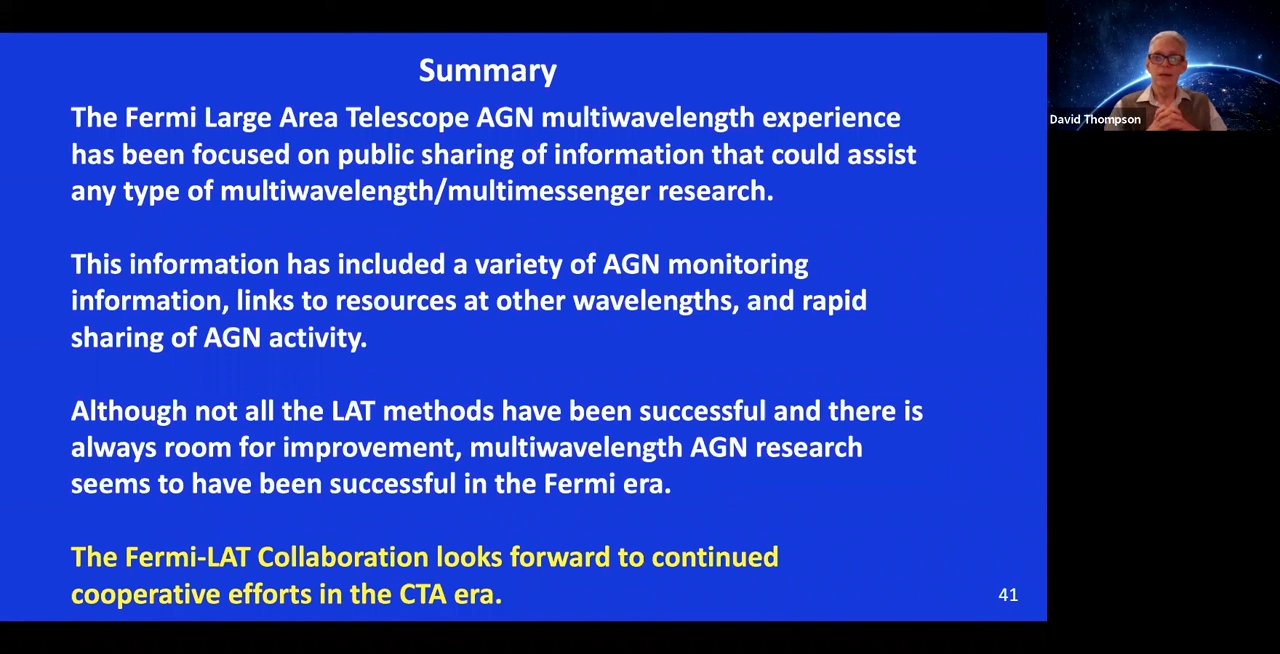 Summary
The Fermi Large Area Telescope AGN multiwavelength experience
has been focused on public sharing of information that could assist
any type of multiwavelength/multimessenger research.
This information has included a variety of AGN monitoring
information, links to resources at other wavelengths, and rapid
sharing of AGN activity.
Although not all the LAT methods have been successful and there is
always room for improvement, multiwavelength AGN research
seems to have been successful in the Fermi era.
The Fermi-LAT Collaboration looks forward to continued
cooperative efforts in the CTA era.
41
David Thompson